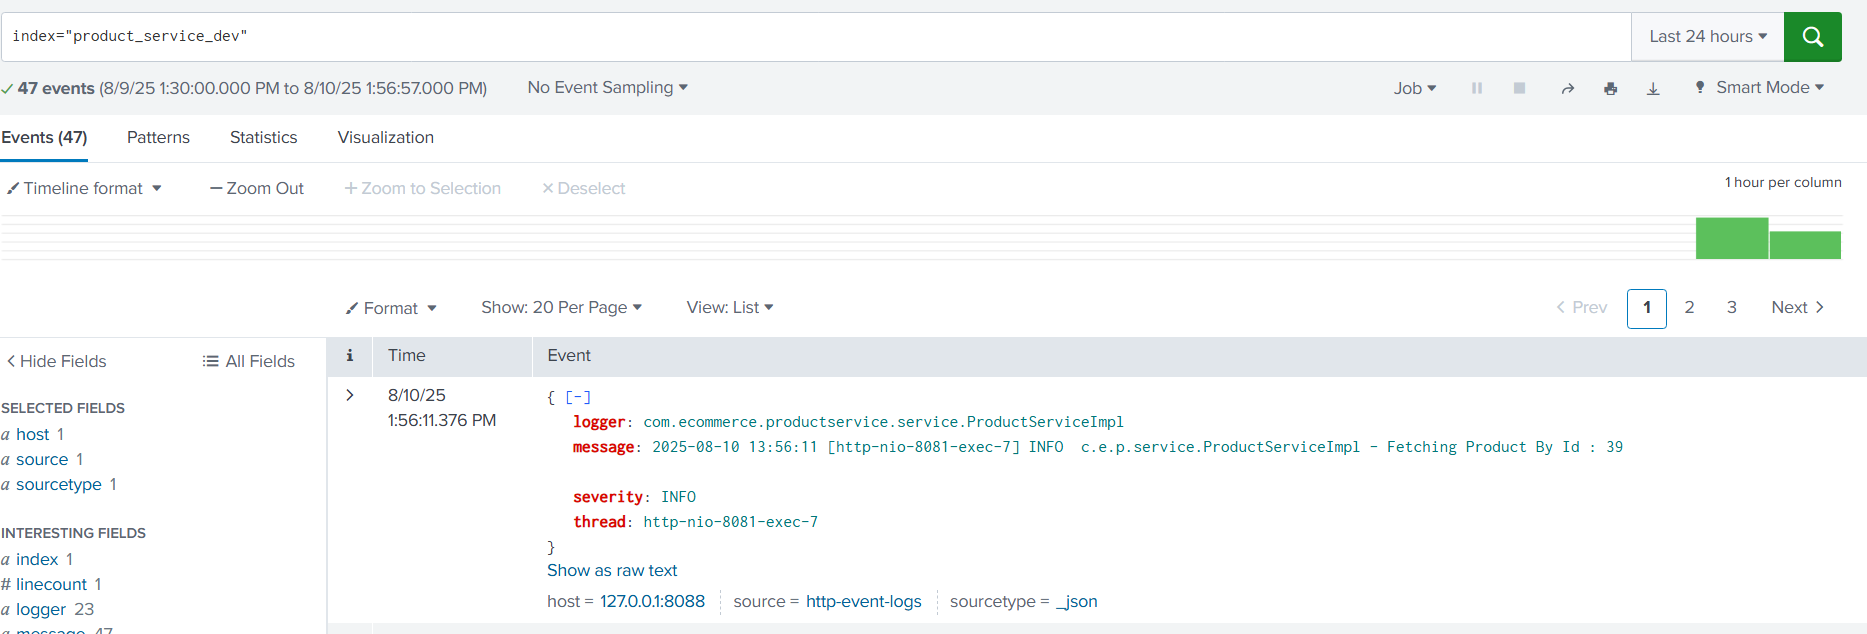 index="product_service_dev"
Last 24 hours
47 events (8/9/25 1:30:00.000 PM to 8/10/25 1:56:57.000 PM)
No Event Sampling
Job
Smart Mode
Events (47)
Patterns
Statistics
Visualization
Timeline format
— Zoom Out
+ Zoom to Selection
× Deselect
1 hour per column
Format
Show: 20 Per Page
View: List
< Prev
1
2
3
Next >
< Hide Fields
All Fields
i
Time
Event
SELECTED FIELDS
a host 1
a source 1
a sourcetype 1
INTERESTING FIELDS
a index 1
# linecount 1
a logger 23
a message 47
>
8/10/25
1:56:11.376 PM
{ [-]
logger: com.ecommerce.productservice.service.ProductServiceImpl
message: 2025-08-10 13:56:11 [http-nio-8081-exec-7] INFO  c.e.p.service.ProductServiceImpl - Fetching Product By Id : 39
severity: INFO
thread: http-nio-8081-exec-7
}
Show as raw text
host = 127.0.0.1:8088
source = http-event-logs
sourcetype = _json